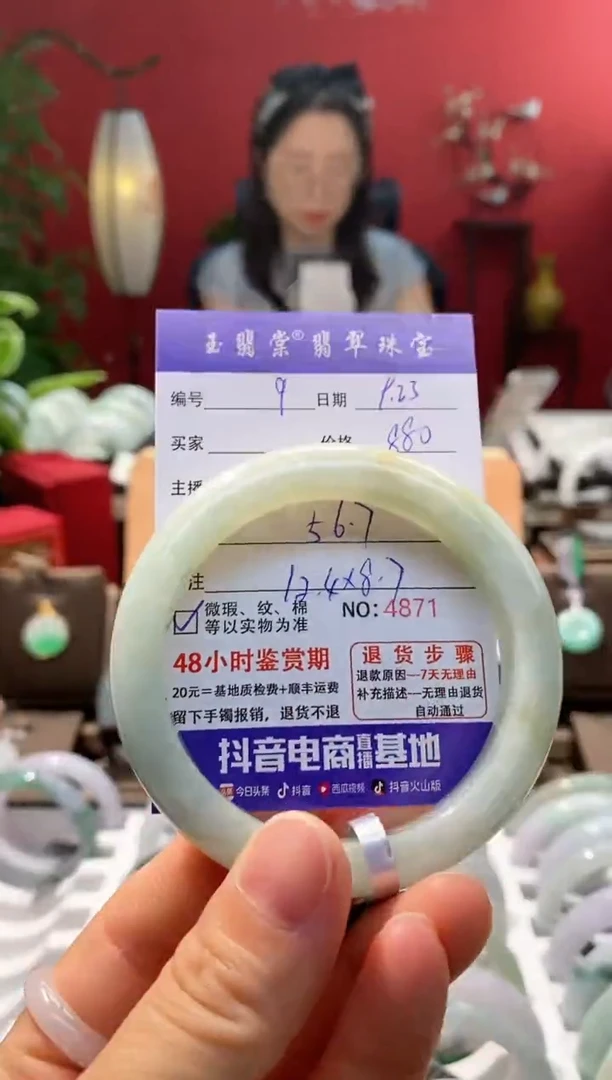 玉翡棠®翡翠珠宝
编号 9 日期 9.23
买家 价格 980
主播
56.7
注 12.4×8.7
☑ 微瑕、纹、棉 NO: 4871
等以实物为准
48小时鉴赏期
20元=基地质检费+顺丰运费
留下手镯报销，退货不退
退货步骤
退款原因—7天无理由
补充描述—无理由退货
自动通过
抖音电商直播基地
今日头条 抖音 西瓜视频 抖音火山版